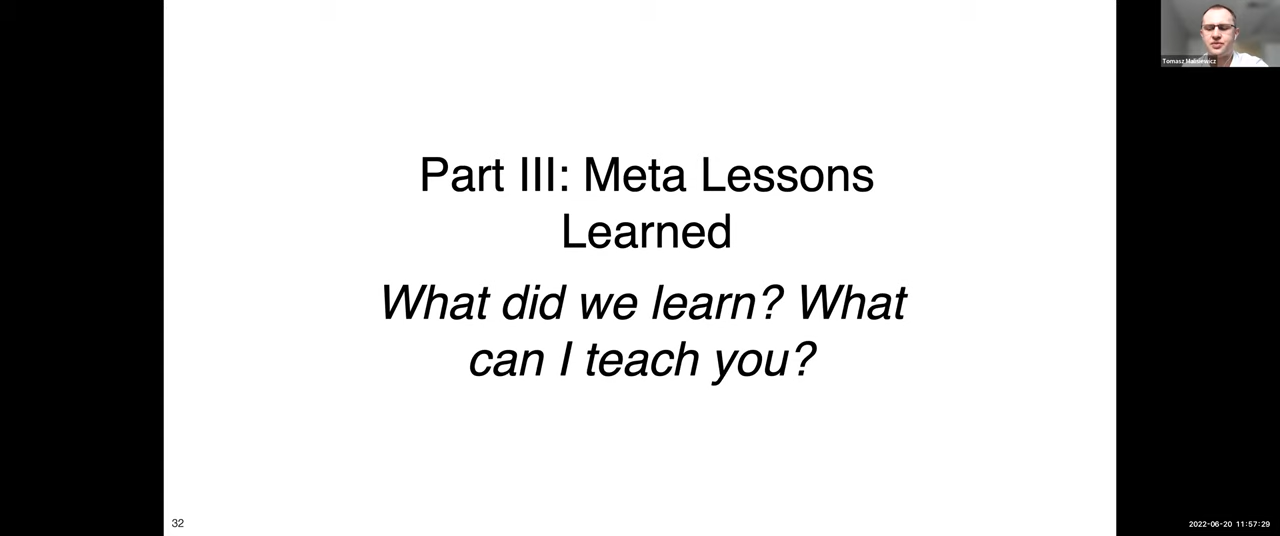 Tomasz Malisiewicz
Part III: Meta Lessons
Learned
What did we learn? What
can I teach you?
32
2022-06-20 11:57:29